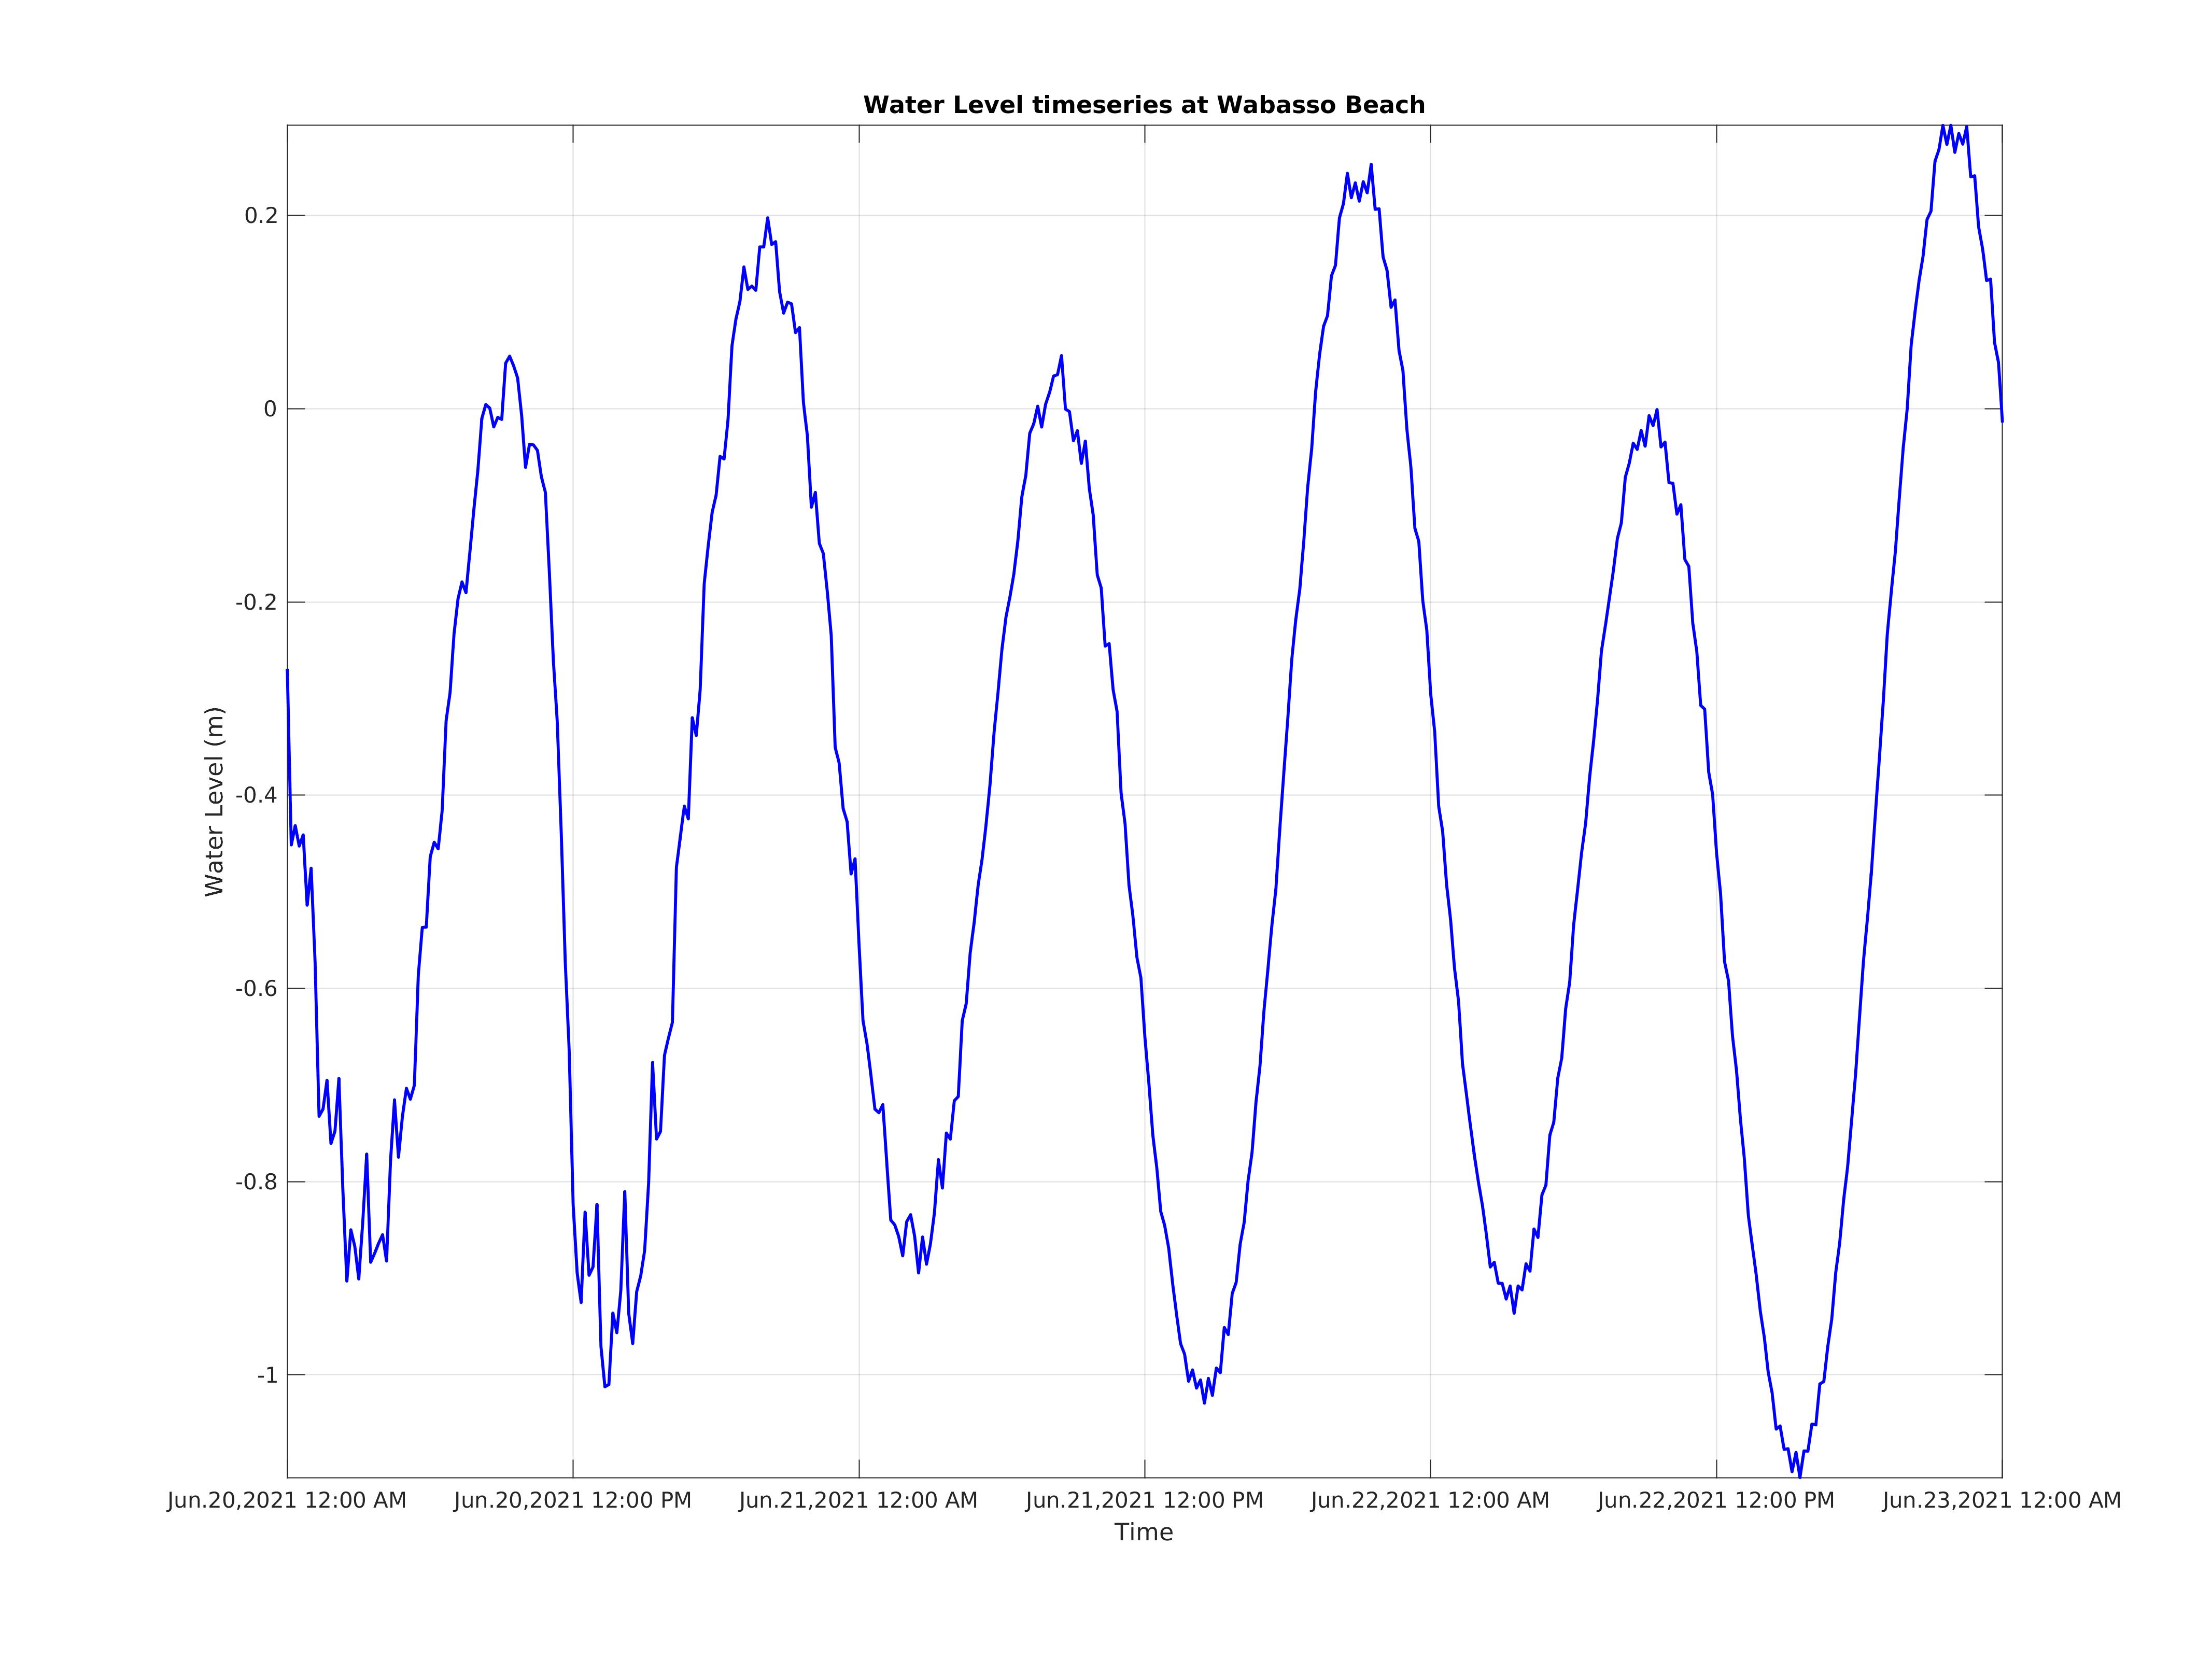 Water Level timeseries at Wabasso Beach
0.2
0
-0.2
-0.4
-0.6
-0.8
-1
Water Level (m)
Jun.20,2021 12:00 AM
Jun.20,2021 12:00 PM
Jun.21,2021 12:00 AM
Jun.21,2021 12:00 PM
Jun.22,2021 12:00 AM
Jun.22,2021 12:00 PM
Jun.23,2021 12:00 AM
Time